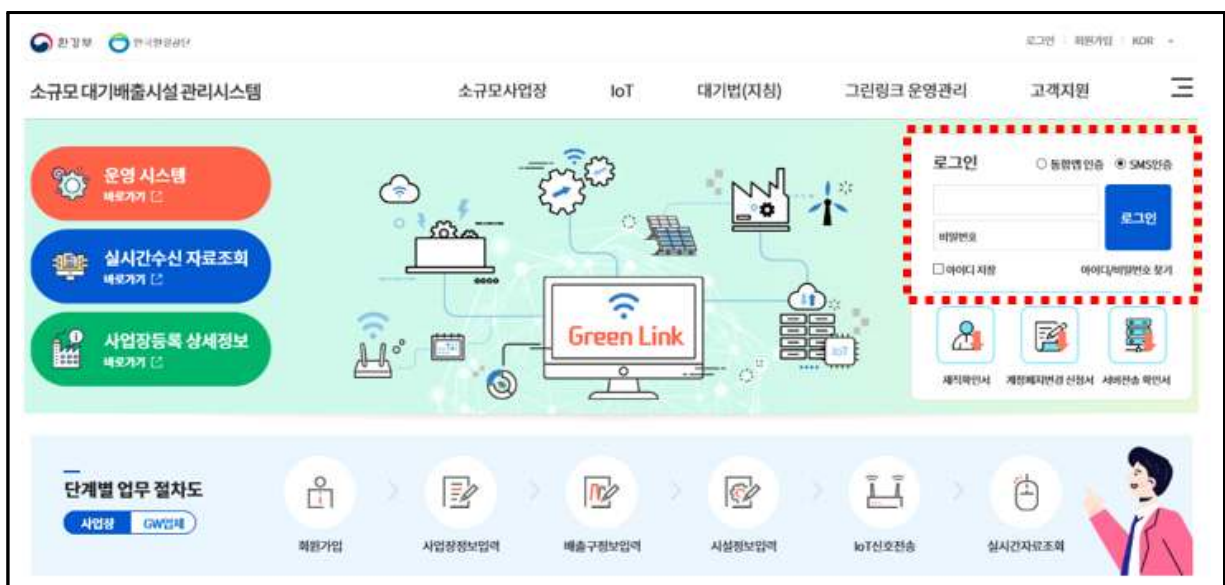 환경부 한국환경공단
로그인 회원가입 KOR
소규모 대기배출시설 관리시스템 소규모사업장 IoT 대기법(지침) 그린링크 운영관리 고객지원
운영 시스템
바로가기
실시간수신 자료조회
바로가기
사업장등록 상세정보
바로가기
Green Link
IoT
로그인 통합앱 인증 SMS인증
로그인
비밀번호
아이디 저장 아이디/비밀번호 찾기
재직확인서 계정폐지변경 신청서 서버전송 확인서
단계별 업무 절차도
사업장 GW업체
회원가입 사업장정보입력 배출구정보입력 시설정보입력 IoT신호전송 실시간자료조회